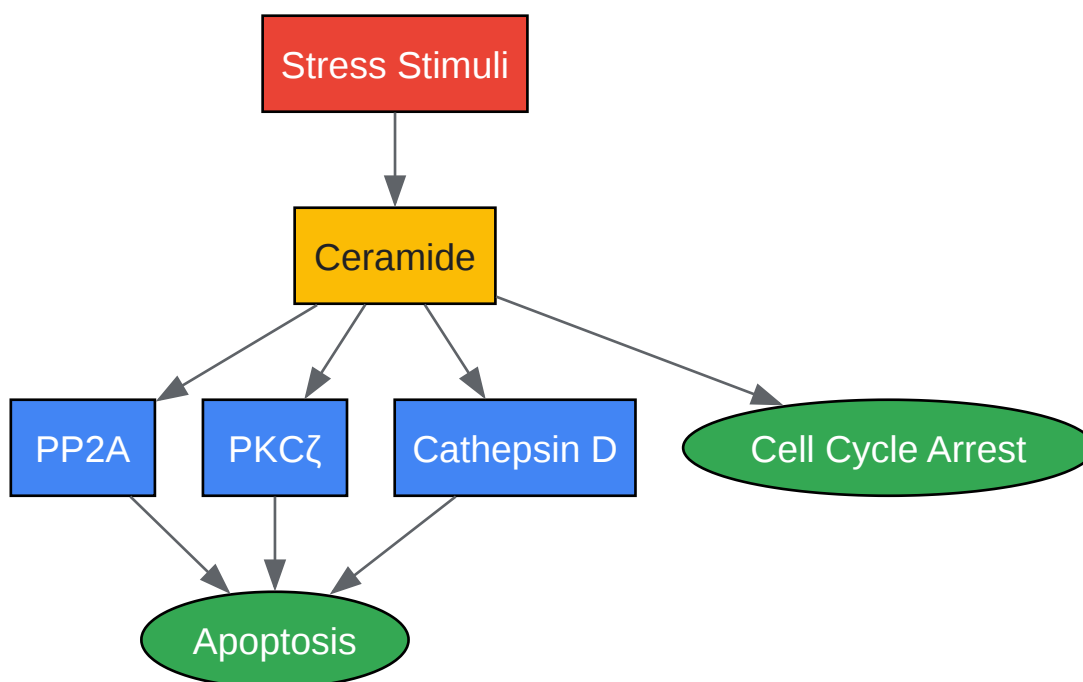 Stress Stimuli
Ceramide
PP2A
PKCζ
Cathepsin D
Cell Cycle Arrest
Apoptosis